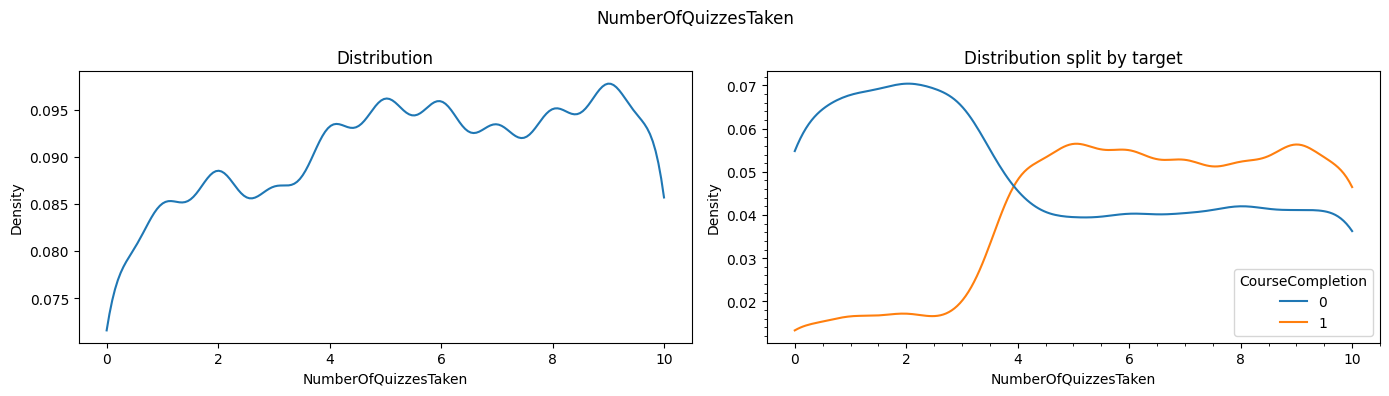 NumberOfQuizzesTaken
Distribution
0.095
0.090
0.085
0.080
0.075
Density
0 2 4 6 8 10
NumberOfQuizzesTaken
Distribution split by target
0.07
0.06
0.05
0.04
0.03
0.02
Density
CourseCompletion
0
1
0 2 4 6 8 10
NumberOfQuizzesTaken